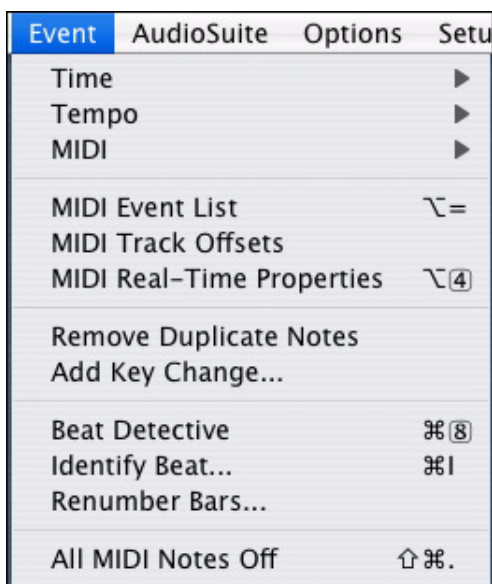 Event AudioSuite Options Setu
Time ▶
Tempo ▶
MIDI ▶
MIDI Event List ⌥=
MIDI Track Offsets
MIDI Real-Time Properties ⌥4
Remove Duplicate Notes
Add Key Change...
Beat Detective ⌘8
Identify Beat... ⌘I
Renumber Bars...
All MIDI Notes Off ⇧⌘.